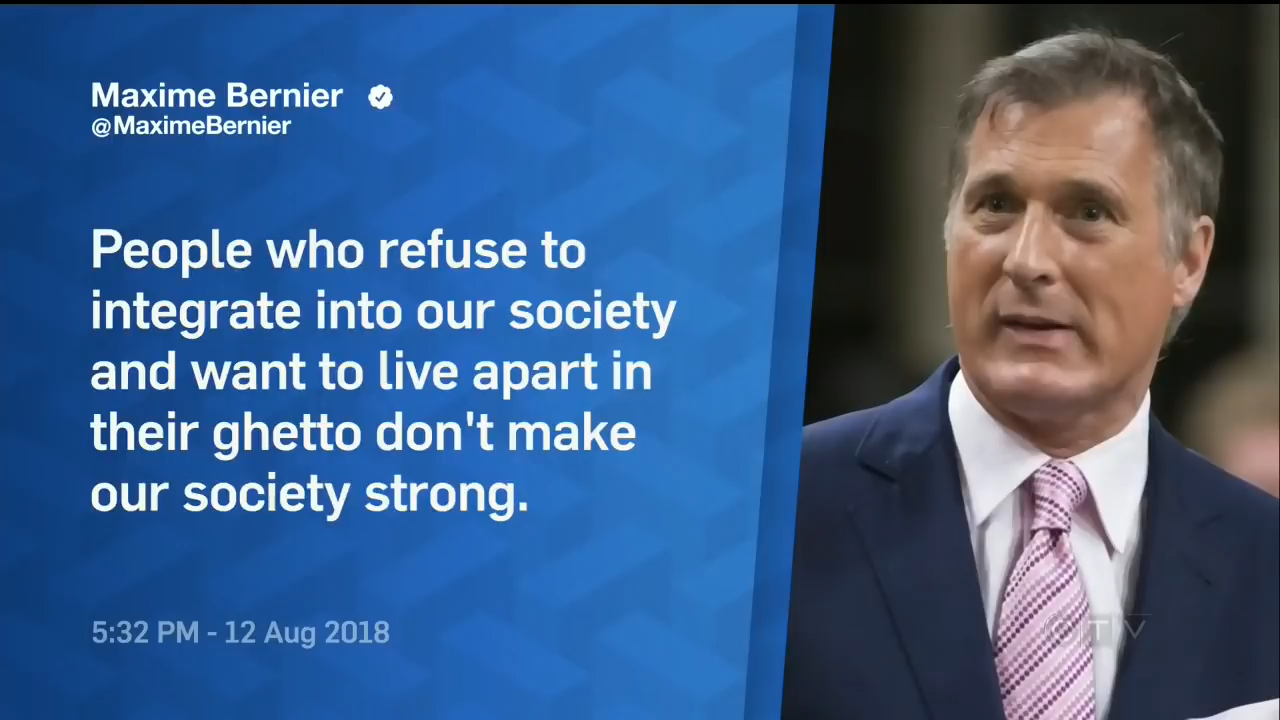 Maxime Bernier
@MaximeBernier
People who refuse to
integrate into our society
and want to live apart in
their ghetto don't make
our society strong.
5:32 PM - 12 Aug 2018
CTV